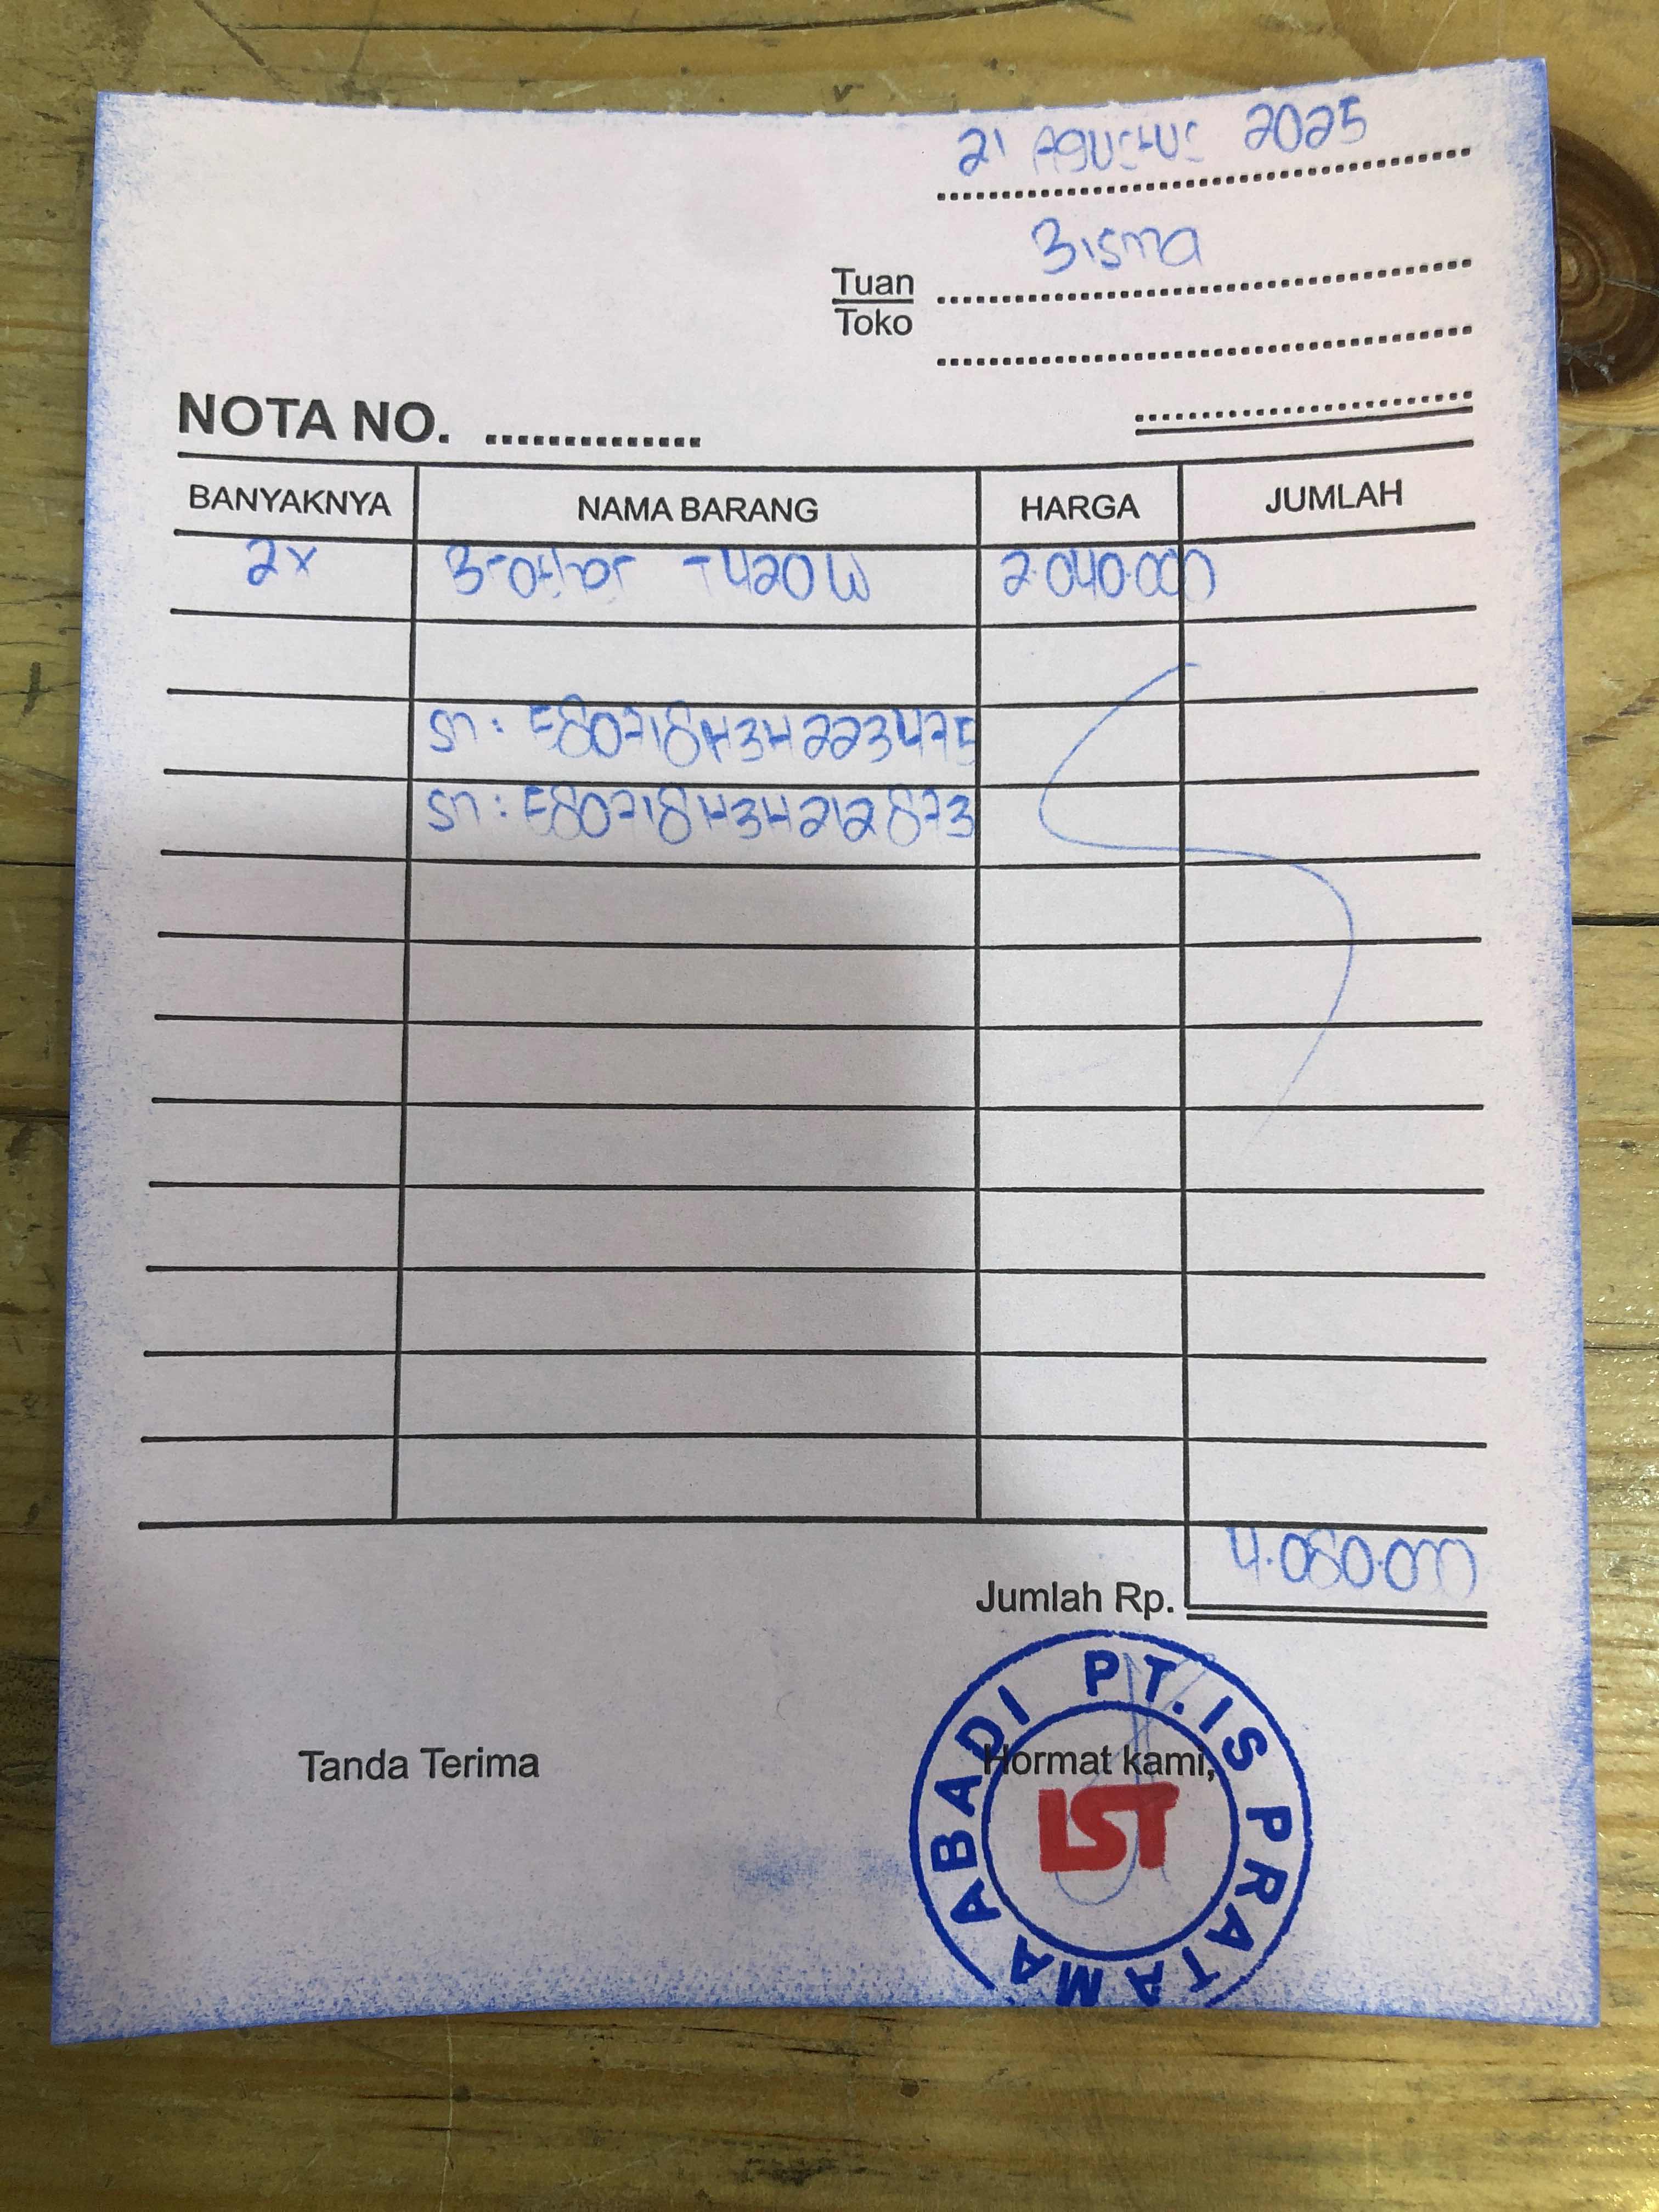 21 Agustus 2025
Bisma
Tuan
Toko
NOTA NO. ..............
BANYAKNYA NAMA BARANG HARGA JUMLAH
2x Brother T420W 2.040.000
Sn: E80718H3H223475
Sn: E80718H3H212873
Jumlah Rp. 4.080.000
Tanda Terima Hormat kami,
PT. IS PRATAMA ABADI
IST